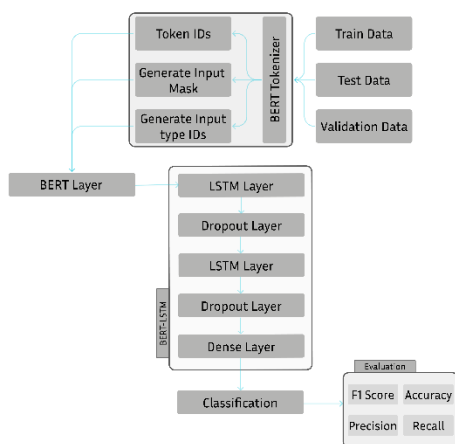 Token IDs
Generate Input
Mask
Generate Input
type IDs
BERT Tokenizer
Train Data
Test Data
Validation Data
BERT Layer
LSTM Layer
Dropout Layer
LSTM Layer
Dropout Layer
Dense Layer
BERT-LSTM
Classification
Evaluation
F1 Score
Accuracy
Precision
Recall